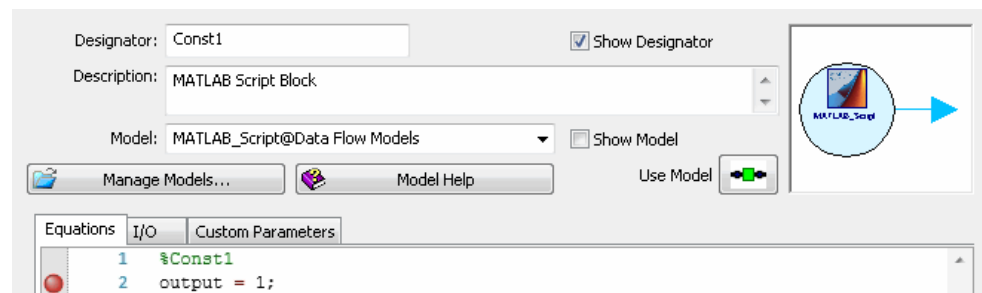 Designator: Const1 Show Designator
Description: MATLAB Script Block
MATLAB_Script
Model: MATLAB_Script@Data Flow Models Show Model
Manage Models... Model Help Use Model
Equations I/O Custom Parameters
1 %Const1
2 output = 1;